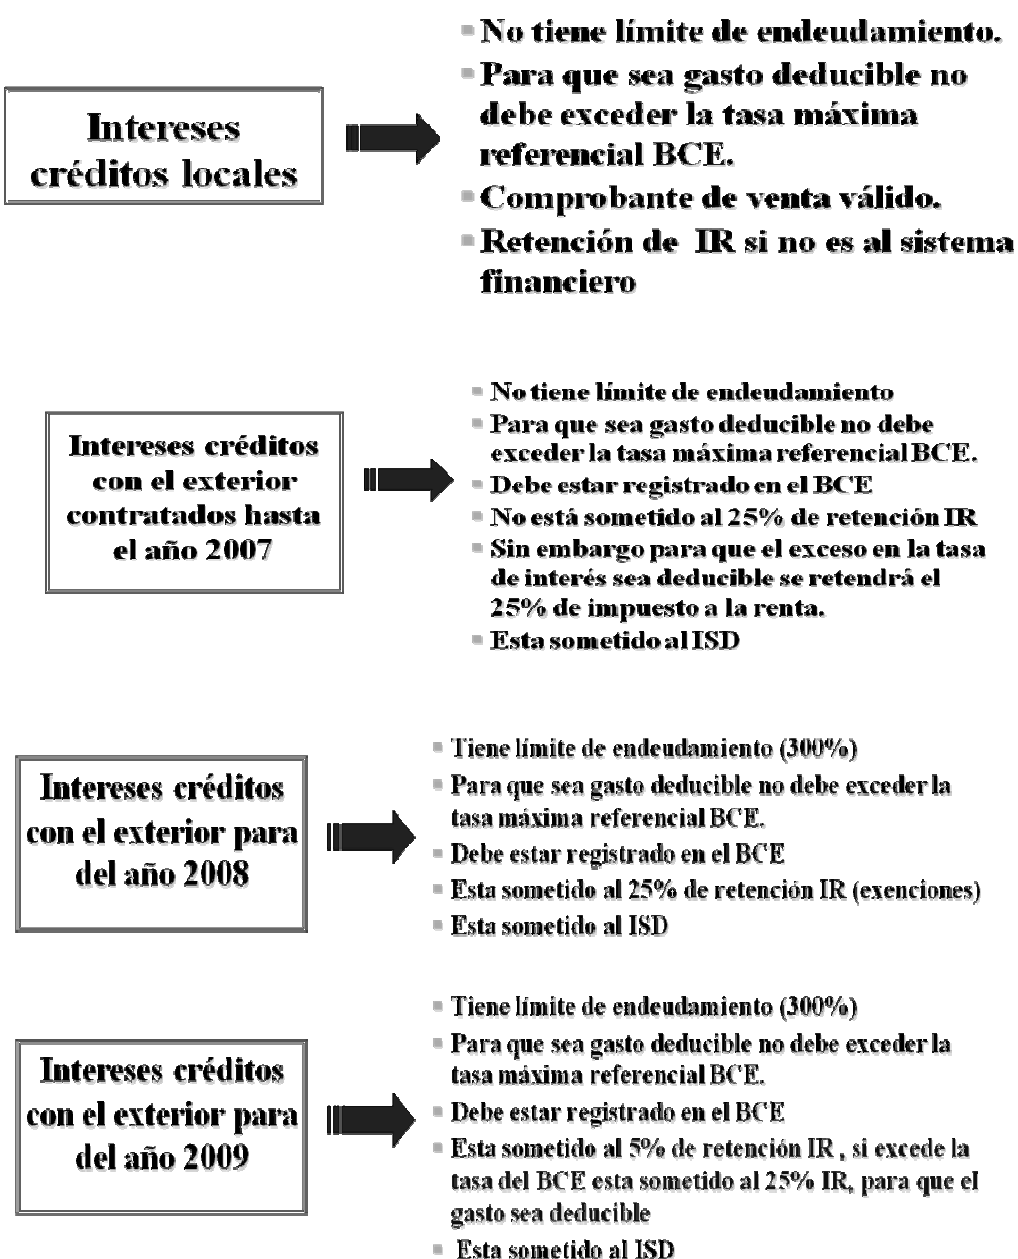 Intereses
créditos locales
No tiene límite de endeudamiento.
Para que sea gasto deducible no
debe exceder la tasa máxima
referencial BCE.
Comprobante de venta válido.
Retención de IR si no es al sistema
financiero
Intereses créditos
con el exterior
contratados hasta
el año 2007
No tiene límite de endeudamiento
Para que sea gasto deducible no debe
exceder la tasa máxima referencial BCE.
Debe estar registrado en el BCE
No está sometido al 25% de retención IR
Sin embargo para que el exceso en la tasa
de interés sea deducible se retendrá el
25% de impuesto a la renta.
Esta sometido al ISD
Intereses créditos
con el exterior para
del año 2008
Tiene límite de endeudamiento (300%)
Para que sea gasto deducible no debe exceder la
tasa máxima referencial BCE.
Debe estar registrado en el BCE
Esta sometido al 25% de retención IR (exenciones)
Esta sometido al ISD
Intereses créditos
con el exterior para
del año 2009
Tiene límite de endeudamiento (300%)
Para que sea gasto deducible no debe exceder la
tasa máxima referencial BCE.
Debe estar registrado en el BCE
Esta sometido al 5% de retención IR , si excede la
tasa del BCE esta sometido al 25% IR, para que el
gasto sea deducible
Esta sometido al ISD